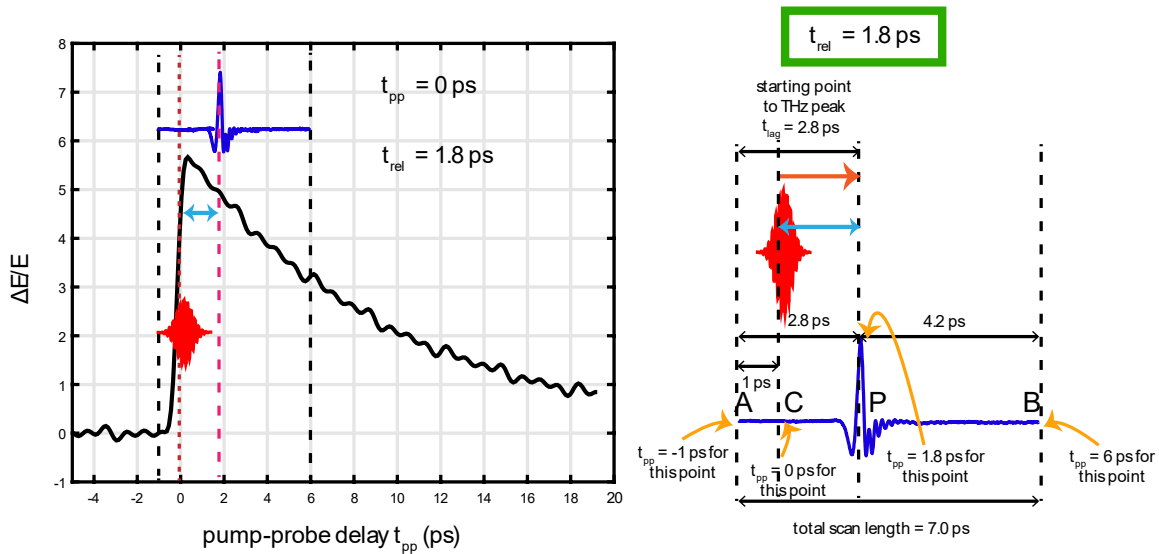 8
7
6
5
4
3
2
1
0
-1
-4 -2 0 2 4 6 8 10 12 14 16 18 20
ΔE/E
pump-probe delay t_pp (ps)
t_pp = 0 ps
t_rel = 1.8 ps
t_rel = 1.8 ps
starting point
to THz peak
t_lag = 2.8 ps
2.8 ps
4.2 ps
1 ps
A
C
P
B
t_pp = -1 ps for
this point
t_pp = 0 ps for
this point
t_pp = 1.8 ps for
this point
t_pp = 6 ps for
this point
total scan length = 7.0 ps